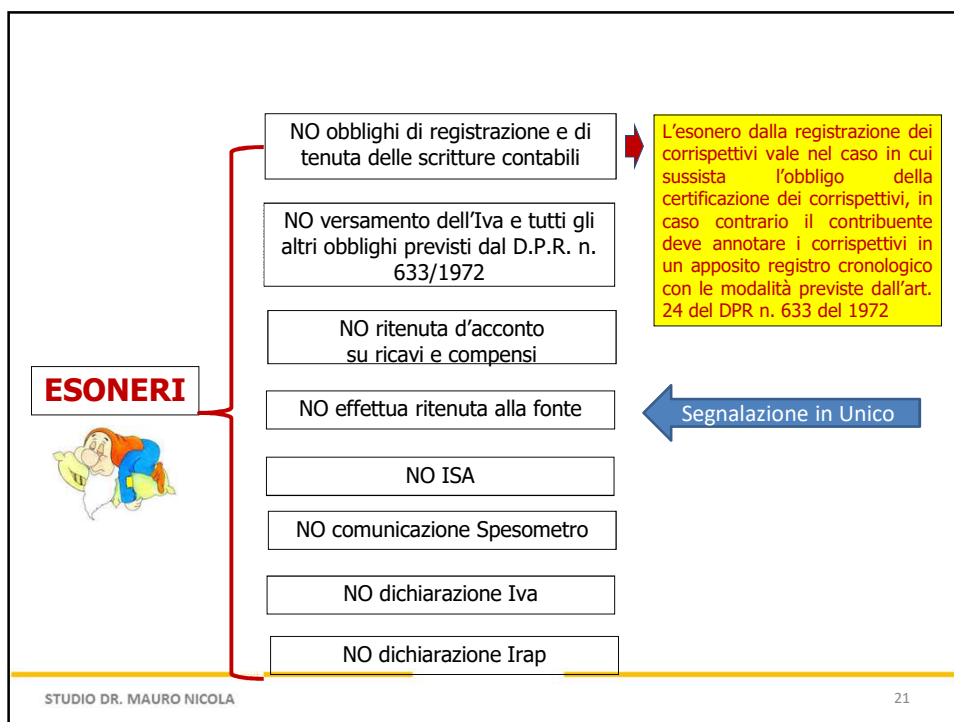 NO obblighi di registrazione e di
tenuta delle scritture contabili
L'esonero dalla registrazione dei
corrispettivi vale nel caso in cui
sussista l'obbligo della
certificazione dei corrispettivi, in
caso contrario il contribuente
deve annotare i corrispettivi in
un apposito registro cronologico
con le modalità previste dall'art.
24 del DPR n. 633 del 1972
NO versamento dell'Iva e tutti gli
altri obblighi previsti dal D.P.R. n.
633/1972
NO ritenuta d'acconto
su ricavi e compensi
ESONERI
NO effettua ritenuta alla fonte
Segnalazione in Unico
NO ISA
NO comunicazione Spesometro
NO dichiarazione Iva
NO dichiarazione Irap
STUDIO DR. MAURO NICOLA
21